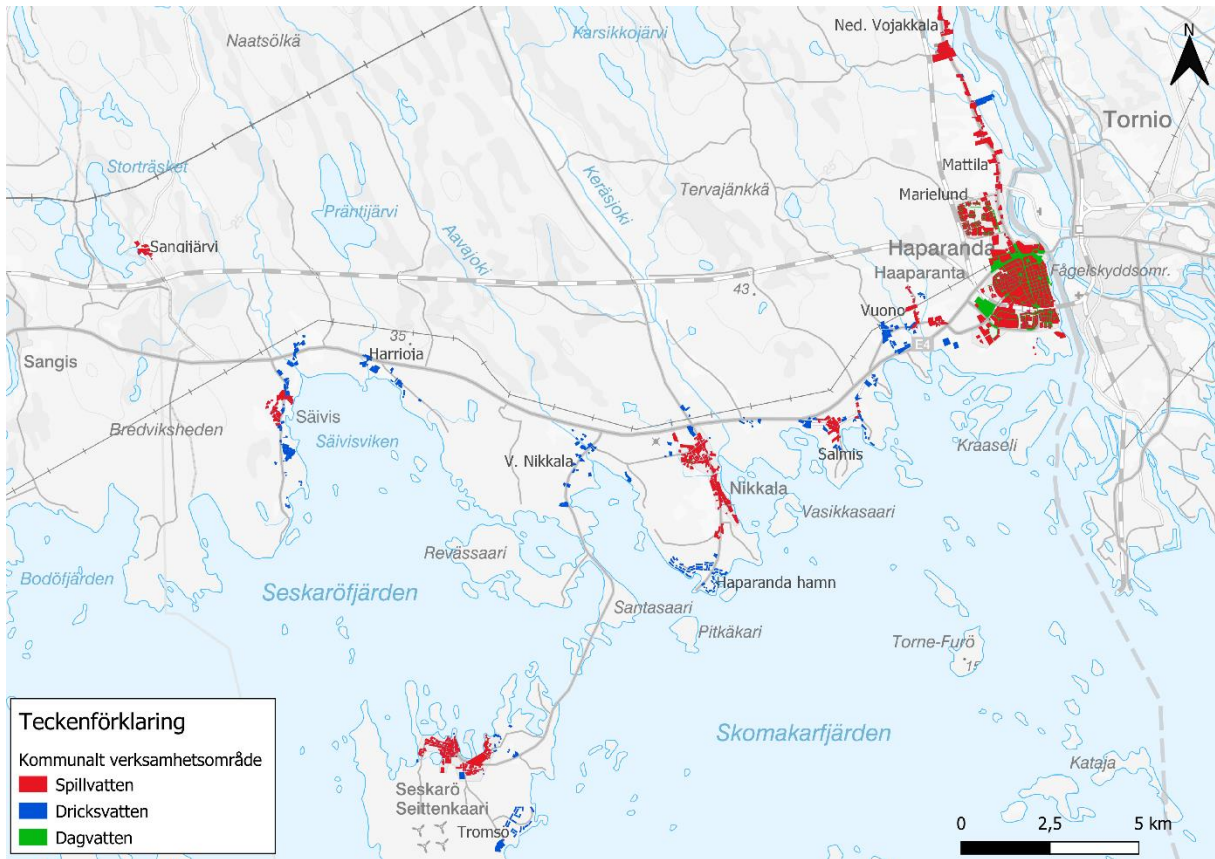 Ned. Vojakkala
Karsikkojärvi
Naatsölkä
N
Tornio
Storträsket
Mattila
Tervajänkkä
Keräsjoki
Marielund
Präntijärvi
Aavajoki
Sangijärvi
Haparanda
Haaparanta
Fågelskyddsomr.
43
Vuono
35
E4
Harrioja
Sangis
Säivis
Bredviksheden
Säivisviken
Kraaseli
Salmis
V. Nikkala
Nikkala
Vasikkasaari
Revässaari
Bodöfjärden
Haparanda hamn
Seskaröfjärden
Santasaari
Pitkäkari
Torne-Furö
15
Skomakarfjärden
Kataja
Seskarö
Seittenkaari
Tromsö
Teckenförklaring
Kommunalt verksamhetsområde
Spillvatten
Dricksvatten
Dagvatten
0 2,5 5 km